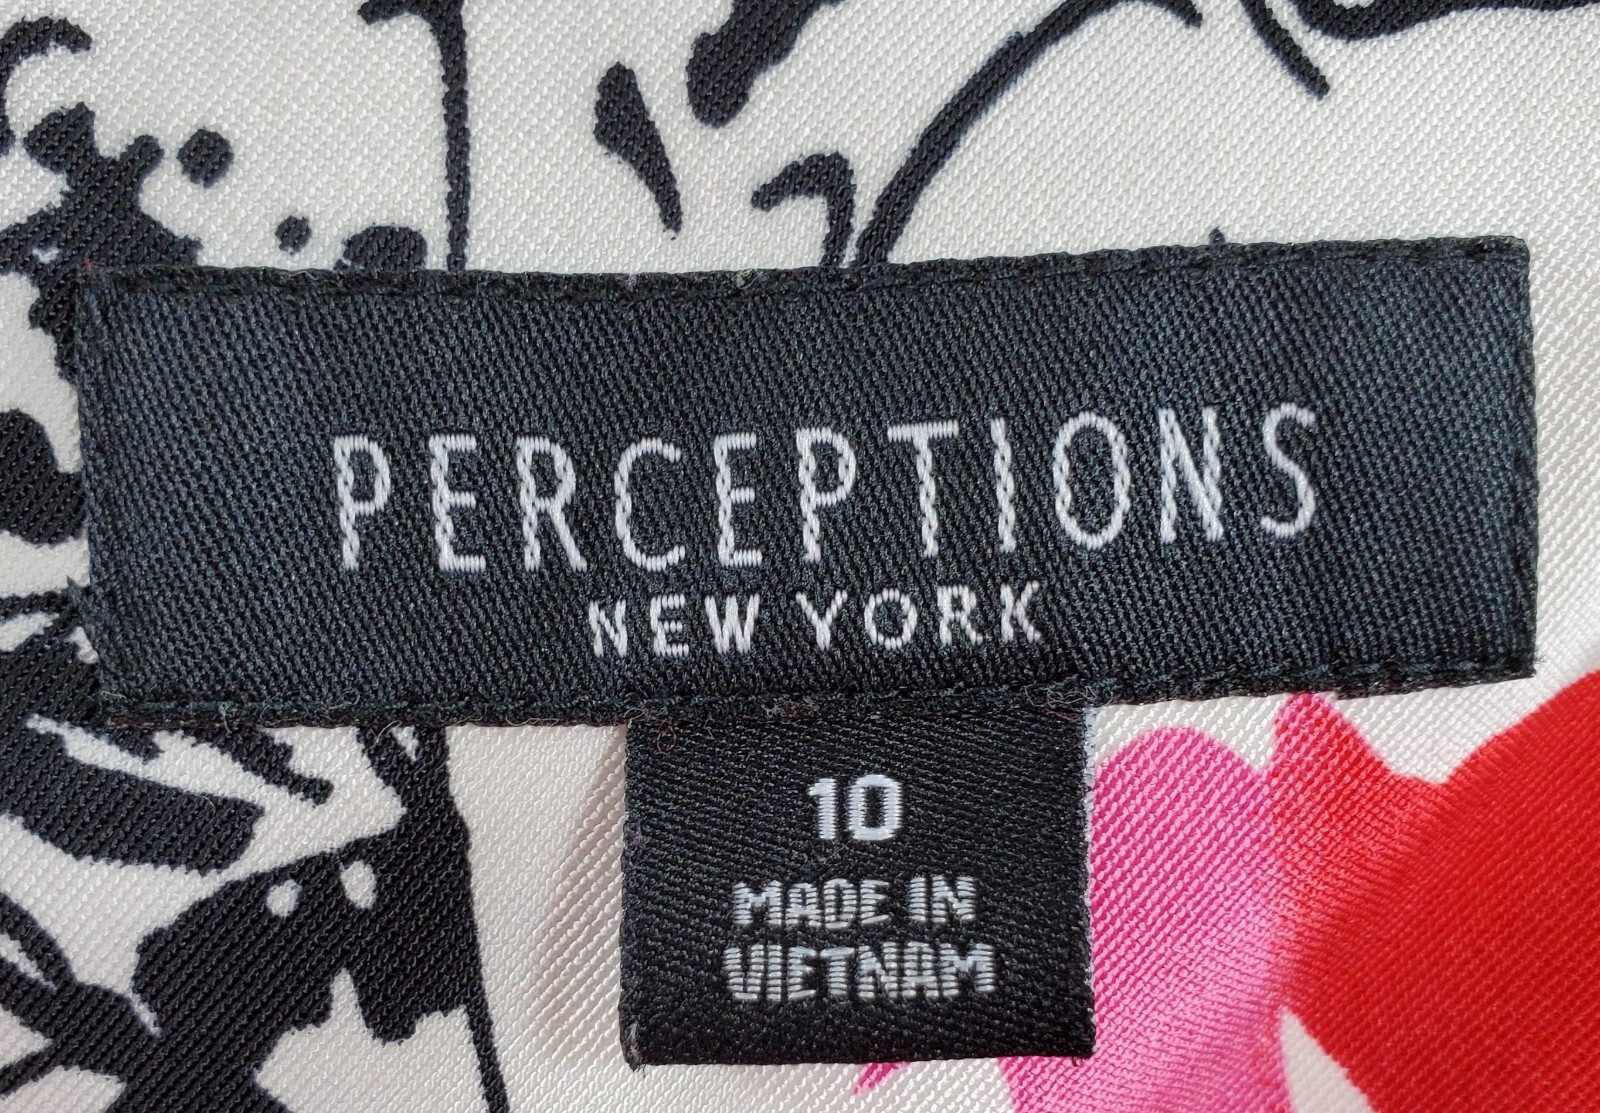 PERCEPTIONS
NEW YORK
10
MADE IN
VIETNAM